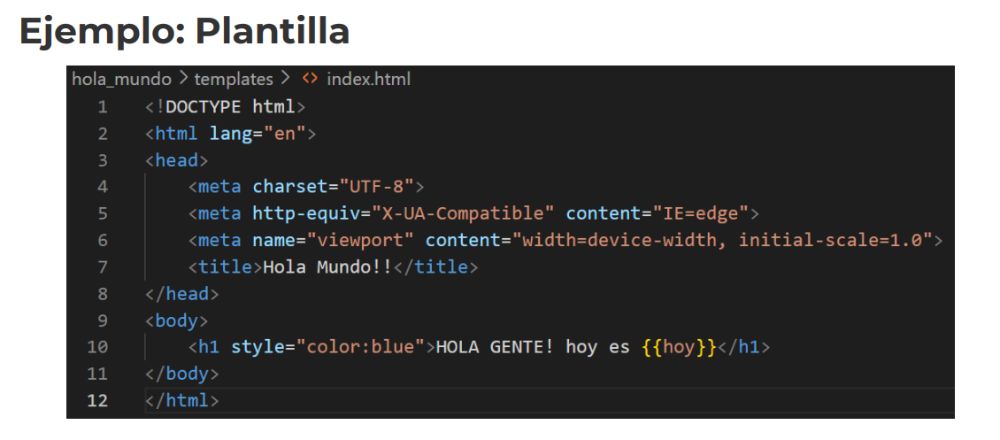 Ejemplo: Plantilla
hola_mundo > templates > <> index.html
1 <!DOCTYPE html>
2 <html lang="en">
3 <head>
4 <meta charset="UTF-8">
5 <meta http-equiv="X-UA-Compatible" content="IE=edge">
6 <meta name="viewport" content="width=device-width, initial-scale=1.0">
7 <title>Hola Mundo!!</title>
8 </head>
9 <body>
10 <h1 style="color:blue">HOLA GENTE! hoy es {{hoy}}</h1>
11 </body>
12 </html>